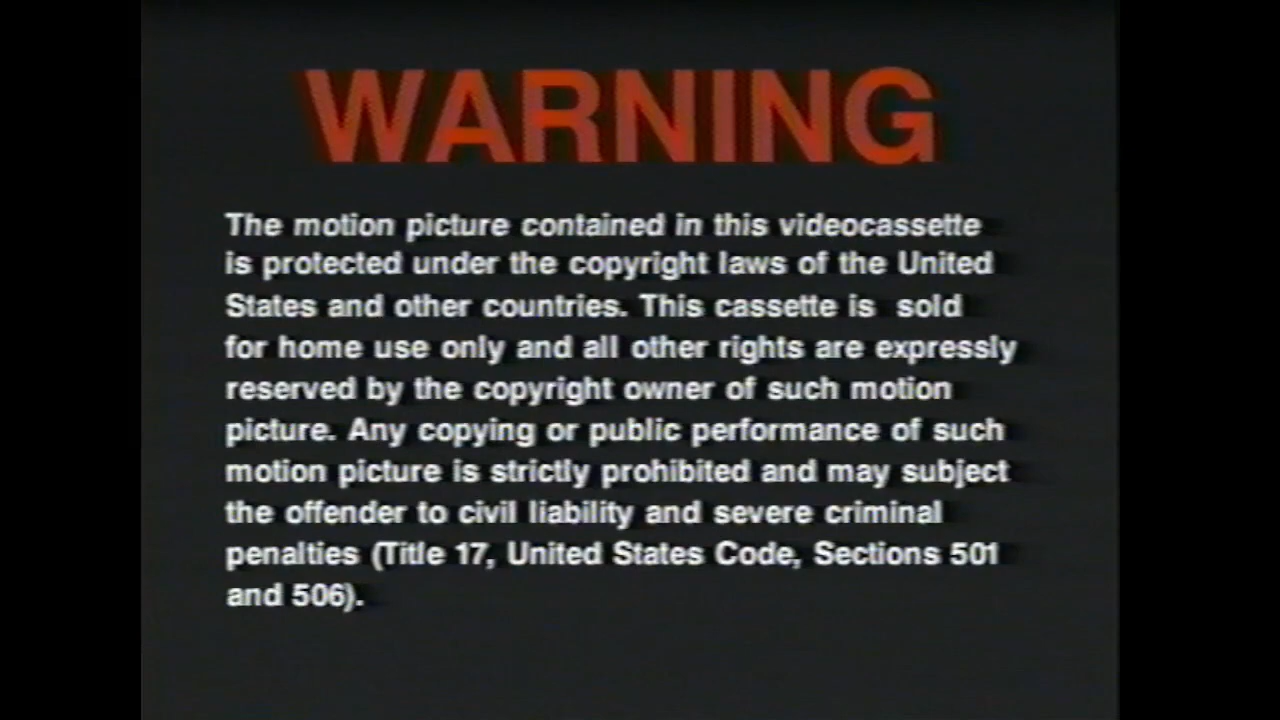 WARNING
The motion picture contained in this videocassette
is protected under the copyright laws of the United
States and other countries. This cassette is  sold
for home use only and all other rights are expressly
reserved by the copyright owner of such motion
picture. Any copying or public performance of such
motion picture is strictly prohibited and may subject
the offender to civil liability and severe criminal
penalties (Title 17, United States Code, Sections 501
and 506).